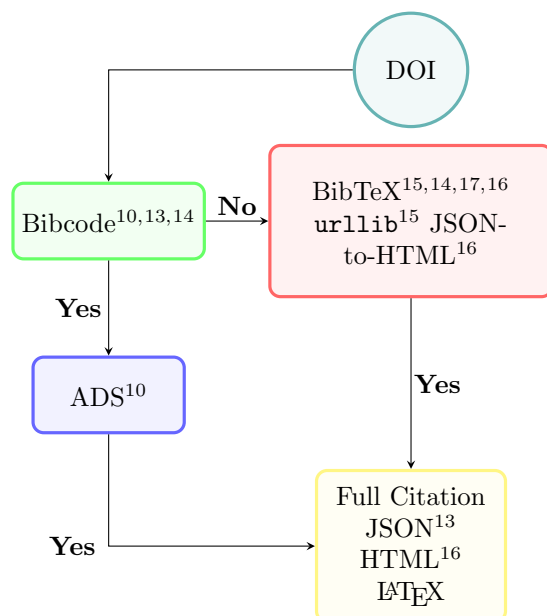 DOI
Bibcode10,13,14
No
BibTeX15,14,17,16
urllib15 JSON-
to-HTML16
Yes
ADS10
Yes
Yes
Full Citation
JSON13
HTML16
LATEX